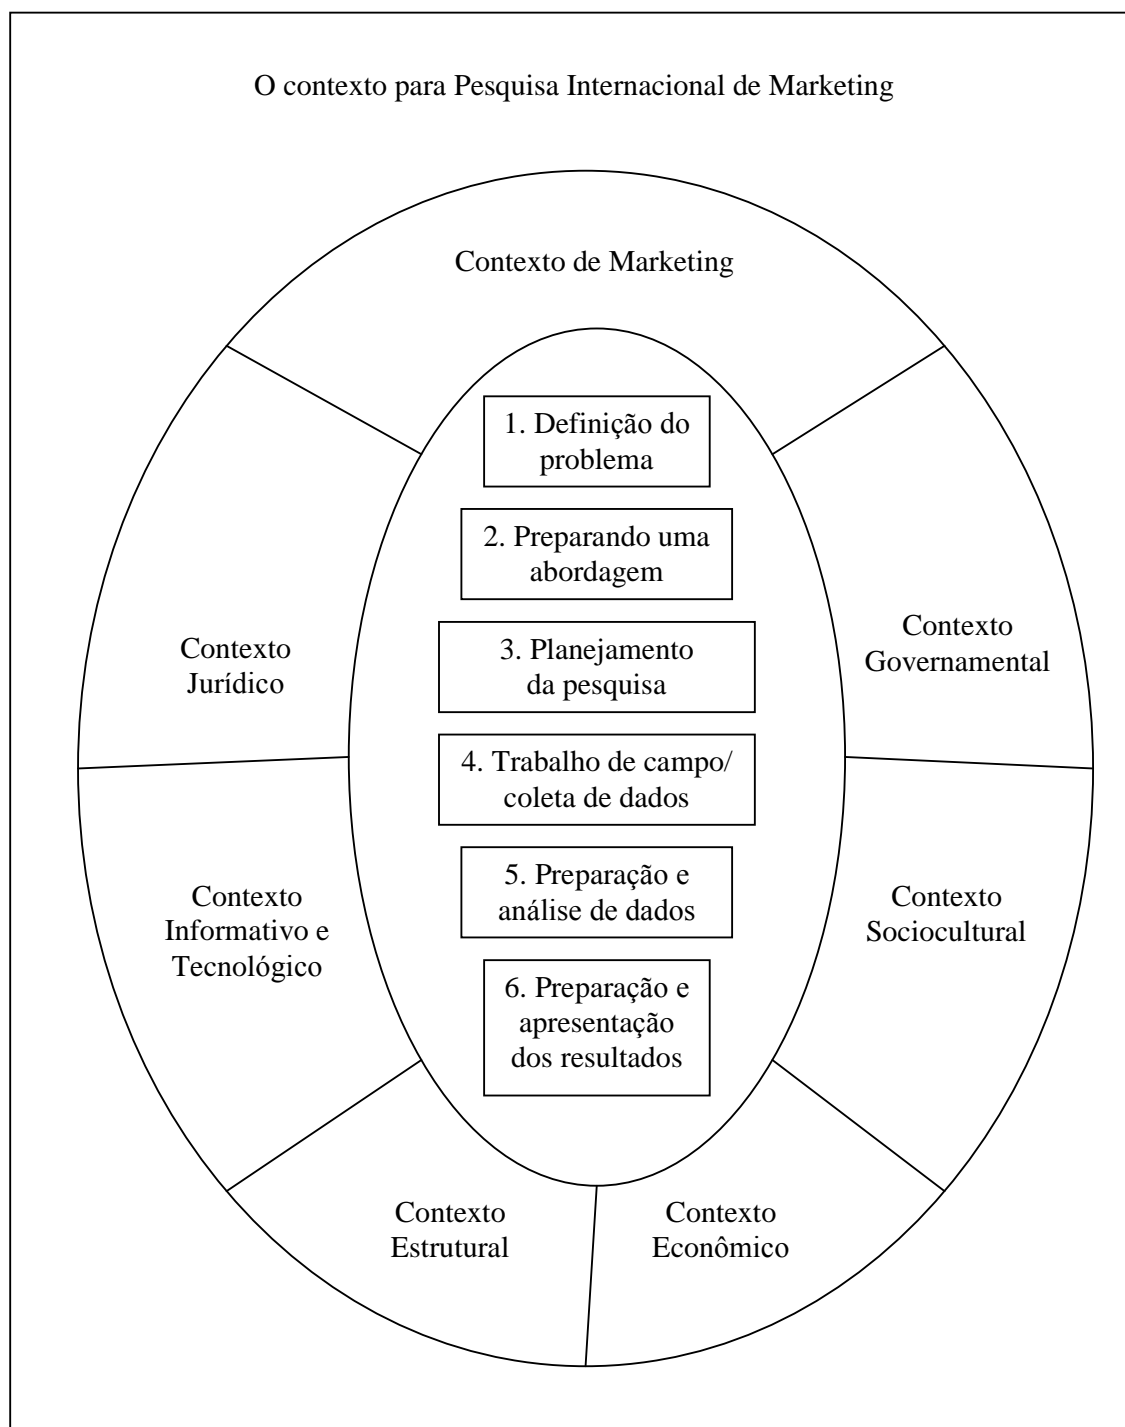 O contexto para Pesquisa Internacional de Marketing
Contexto de Marketing
1. Definição do
problema
2. Preparando uma
abordagem
3. Planejamento
da pesquisa
4. Trabalho de campo/
coleta de dados
5. Preparação e
análise de dados
6. Preparação e
apresentação
dos resultados
Contexto
Governamental
Contexto
Sociocultural
Contexto
Econômico
Contexto
Estrutural
Contexto
Informativo e
Tecnológico
Contexto
Jurídico